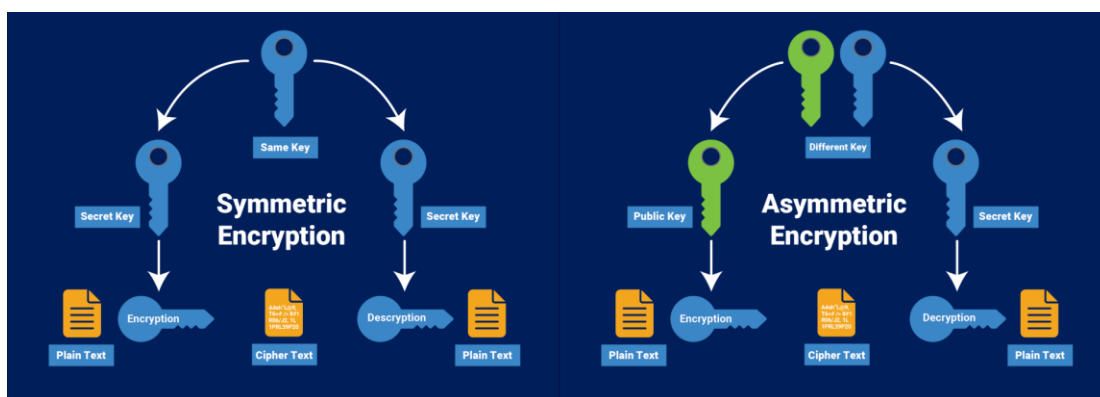 Same Key
Secret Key
Symmetric
Encryption
Secret Key
Encryption
Descryption
Plain Text
Cipher Text
Plain Text
Different Key
Public Key
Asymmetric
Encryption
Secret Key
Encryption
Decryption
Plain Text
Cipher Text
Plain Text